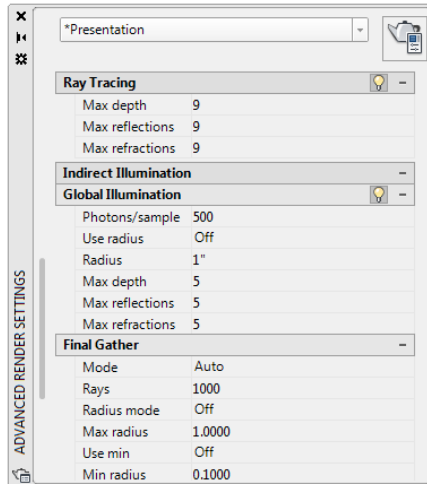 *Presentation
Ray Tracing
Max depth 9
Max reflections 9
Max refractions 9
Indirect Illumination
Global Illumination
Photons/sample 500
Use radius Off
Radius 1"
Max depth 5
Max reflections 5
Max refractions 5
Final Gather
Mode Auto
Rays 1000
Radius mode Off
Max radius 1.0000
Use min Off
Min radius 0.1000
ADVANCED RENDER SETTINGS